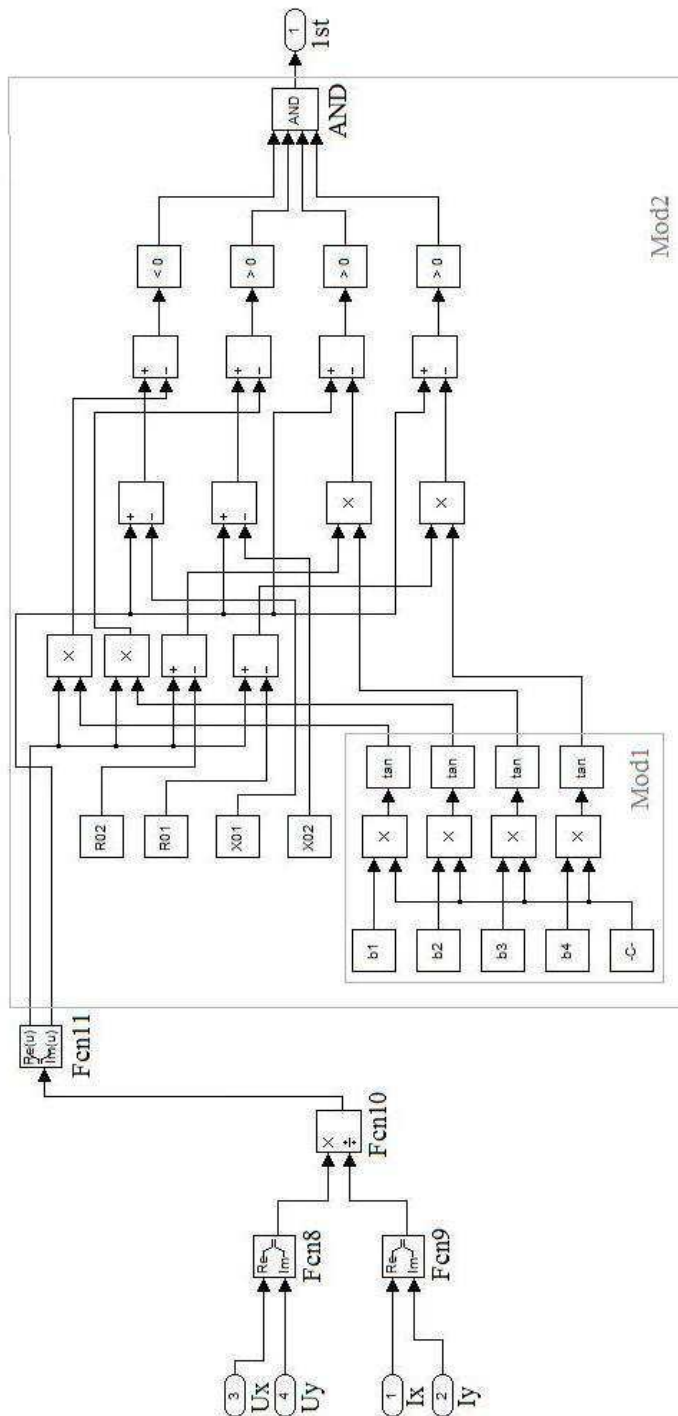 3
Ux
4
Uy
1
Ix
2
Iy
Re
Im
Fcn8
Re
Im
Fcn9
×
÷
Fcn10
Re(u)
Im(u)
Fcn11
R02
R01
X01
X02
b1
b2
b3
b4
-C-
×
×
×
×
tan
tan
tan
tan
Mod1
×
×
+
−
+
−
+
−
+
−
×
×
+
−
+
−
+
−
+
−
< 0
> 0
> 0
> 0
AND
AND
1
1st
Mod2